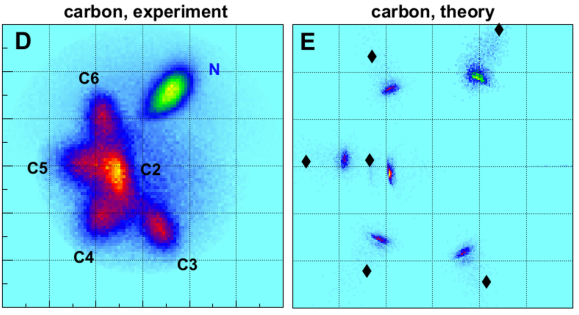 carbon, experiment
carbon, theory
D
E
C6
N
C5
C2
C4
C3